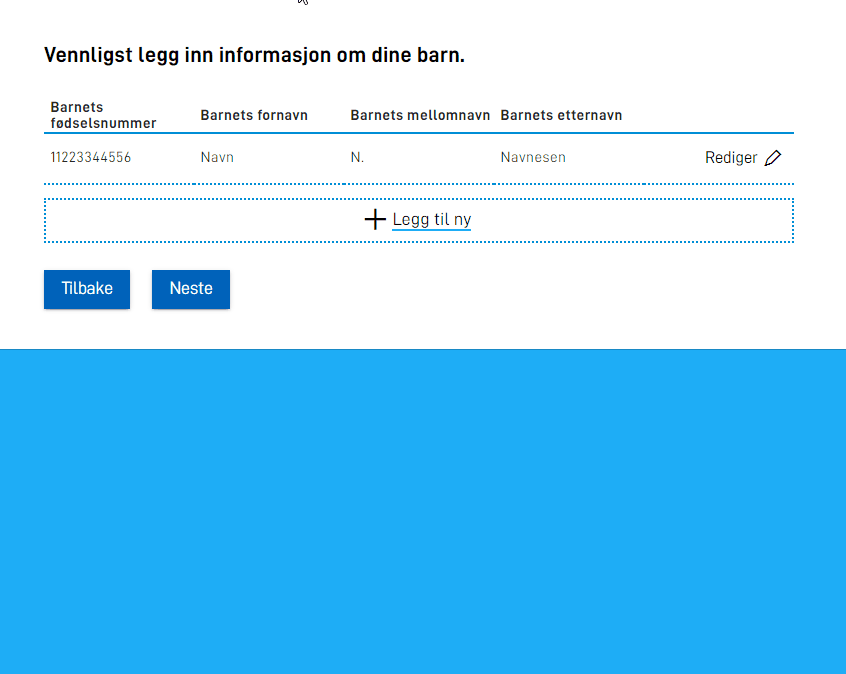 Vennligst legg inn informasjon om dine barn.
Barnets fødselsnummer Barnets fornavn Barnets mellomnavn Barnets etternavn
11223344556 Navn N. Navnesen Rediger
Legg til ny
Tilbake Neste